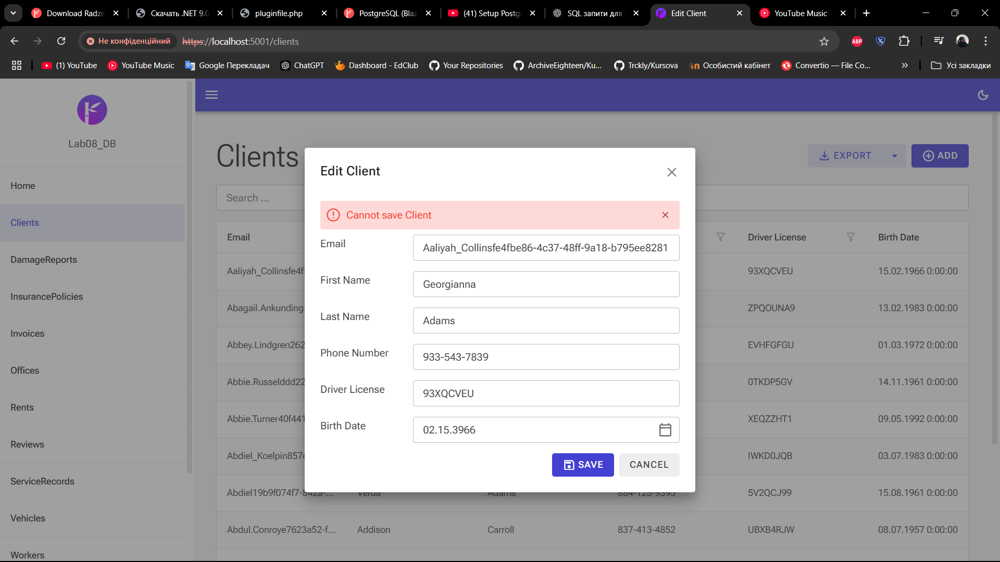 Download Radze
Скачать .NET 9.0
pluginfile.php
PostgreSQL (Blaz
(41) Setup Postg
SQL запити для
Edit Client
YouTube Music
Не конфіденційний
https://localhost:5001/clients
ABP
(1) YouTube
YouTube Music
Google Перекладач
ChatGPT
Dashboard - EdClub
Your Repositories
ArchiveEighteen/Ku...
Trckly/Kursova
Особистий кабінет
Convertio — File Co...
Усі закладки
Lab08_DB
Home
Clients
DamageReports
InsurancePolicies
Invoices
Offices
Rents
Reviews
ServiceRecords
Vehicles
Workers
Clients
EXPORT
ADD
Search ...
Email
Driver License
Birth Date
Aaliyah_Collinsfe4f
93XQCVEU
15.02.1966 0:00:00
Abagail.Ankunding
ZPQOUNA9
13.02.1983 0:00:00
Abbey.Lindgren262
EVHFGFGU
01.03.1972 0:00:00
Abbie.Russelddd22
0TKDP5GV
14.11.1961 0:00:00
Abbie.Turner40f441
XEQZZHT1
09.05.1992 0:00:00
Abdiel_Koelpin857
IWKD0JQB
03.07.1983 0:00:00
Abdiel19b9f074f7-842a-...
Verda
Adams
884-128-9395
5V2QCJ99
15.08.1961 0:00:00
Abdul.Conroye7623a52-f...
Addison
Carroll
837-413-4852
UBXB4RJW
08.07.1957 0:00:00
Edit Client
Cannot save Client
Email
Aaliyah_Collinsfe4fbe86-4c37-48ff-9a18-b795ee8281
First Name
Georgianna
Last Name
Adams
Phone Number
933-543-7839
Driver License
93XQCVEU
Birth Date
02.15.3966
SAVE
CANCEL